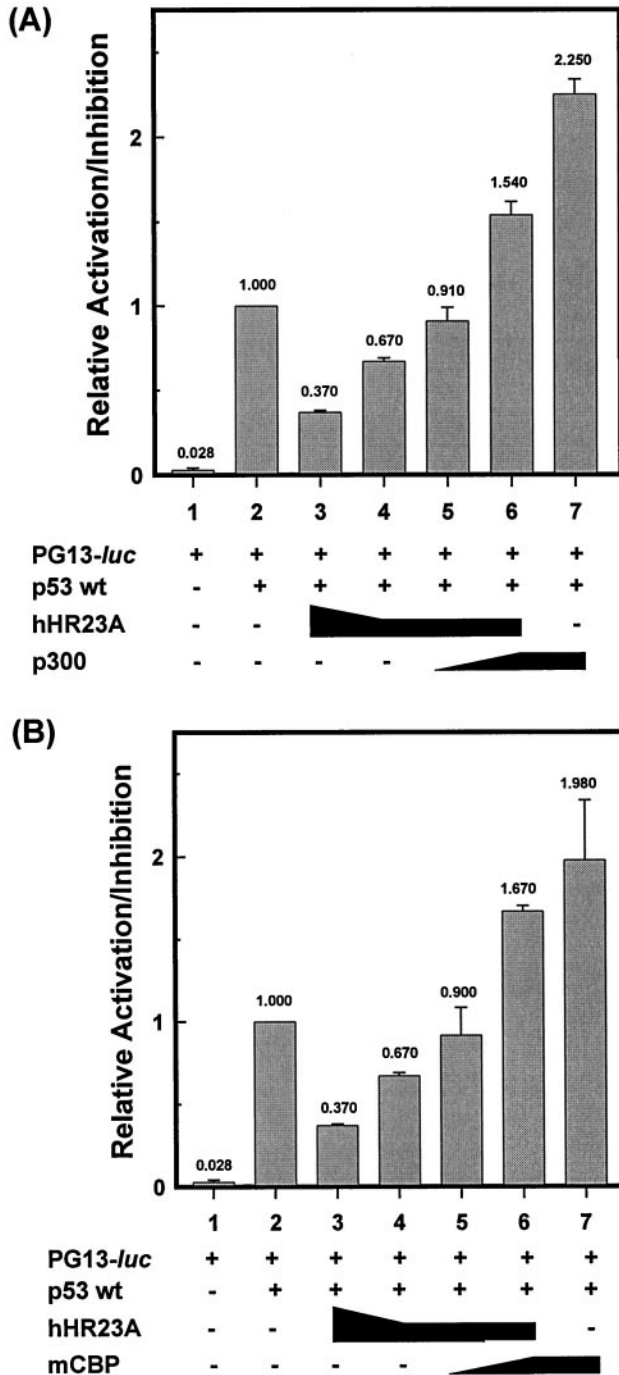 (A)
Relative Activation/Inhibition
2
1
0
0.028
1.000
0.370
0.670
0.910
1.540
2.250
1 2 3 4 5 6 7
PG13-luc + + + + + + +
p53 wt - + + + + + +
hHR23A - - -
p300 - - - -
(B)
Relative Activation/Inhibition
2
1
0
0.028
1.000
0.370
0.670
0.900
1.670
1.980
1 2 3 4 5 6 7
PG13-luc + + + + + + +
p53 wt - + + + + + +
hHR23A - - -
mCBP - - - -